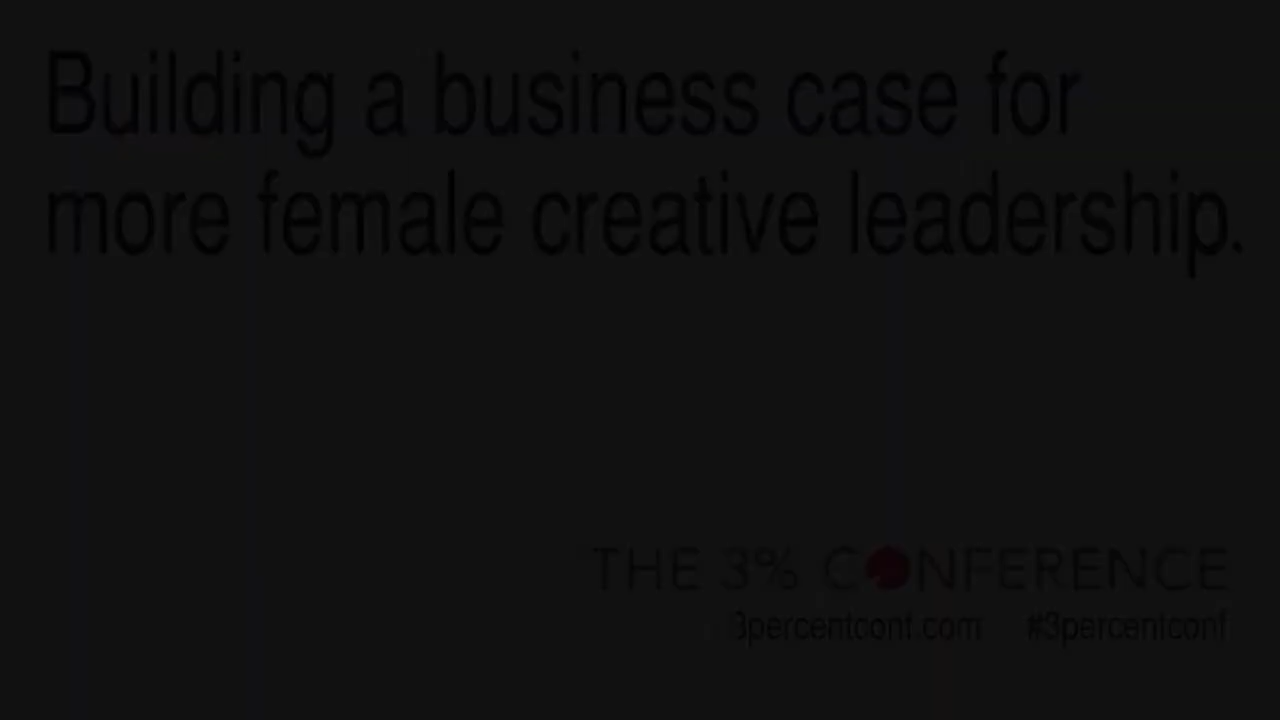 Building a business case for
more female creative leadership.
THE 3% CONFERENCE
3percentconf.com #3percentconf